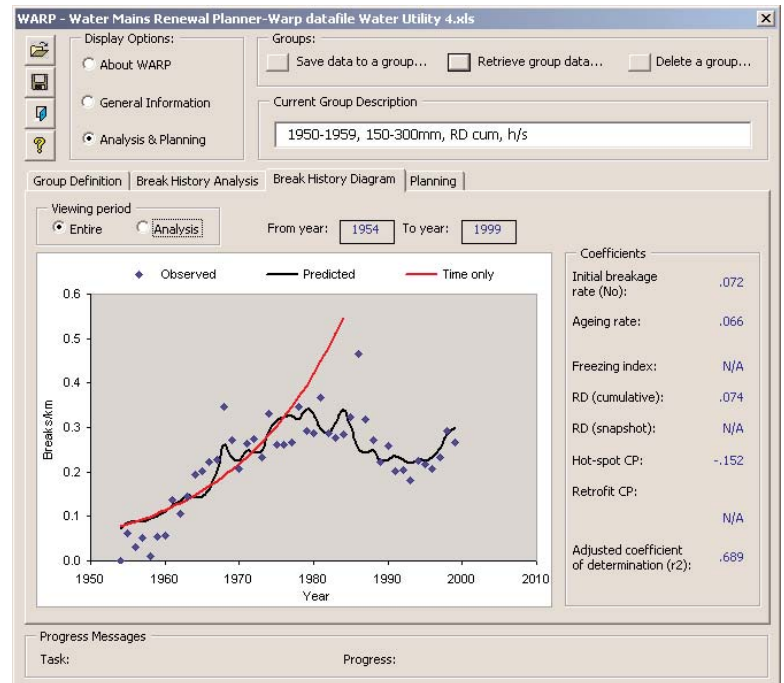 WARP - Water Mains Renewal Planner-Warp datafile Water Utility 4.xls
Display Options:
About WARP
General Information
Analysis & Planning
Groups:
Save data to a group...
Retrieve group data...
Delete a group...
Current Group Description
1950-1959, 150-300mm, RD cum, h/s
Group Definition
Break History Analysis
Break History Diagram
Planning
Viewing period
Entire
Analysis
From year: 1954 To year: 1999
Observed
Predicted
Time only
Breaks/km
0.6
0.5
0.4
0.3
0.2
0.1
0.0
1950 1960 1970 1980 1990 2000 2010
Year
Coefficients
Initial breakage
rate (No): .072
Ageing rate: .066
Freezing index: N/A
RD (cumulative): .074
RD (snapshot): N/A
Hot-spot CP: -.152
Retrofit CP:
N/A
Adjusted coefficient
of determination (r2): .689
Progress Messages
Task: Progress: